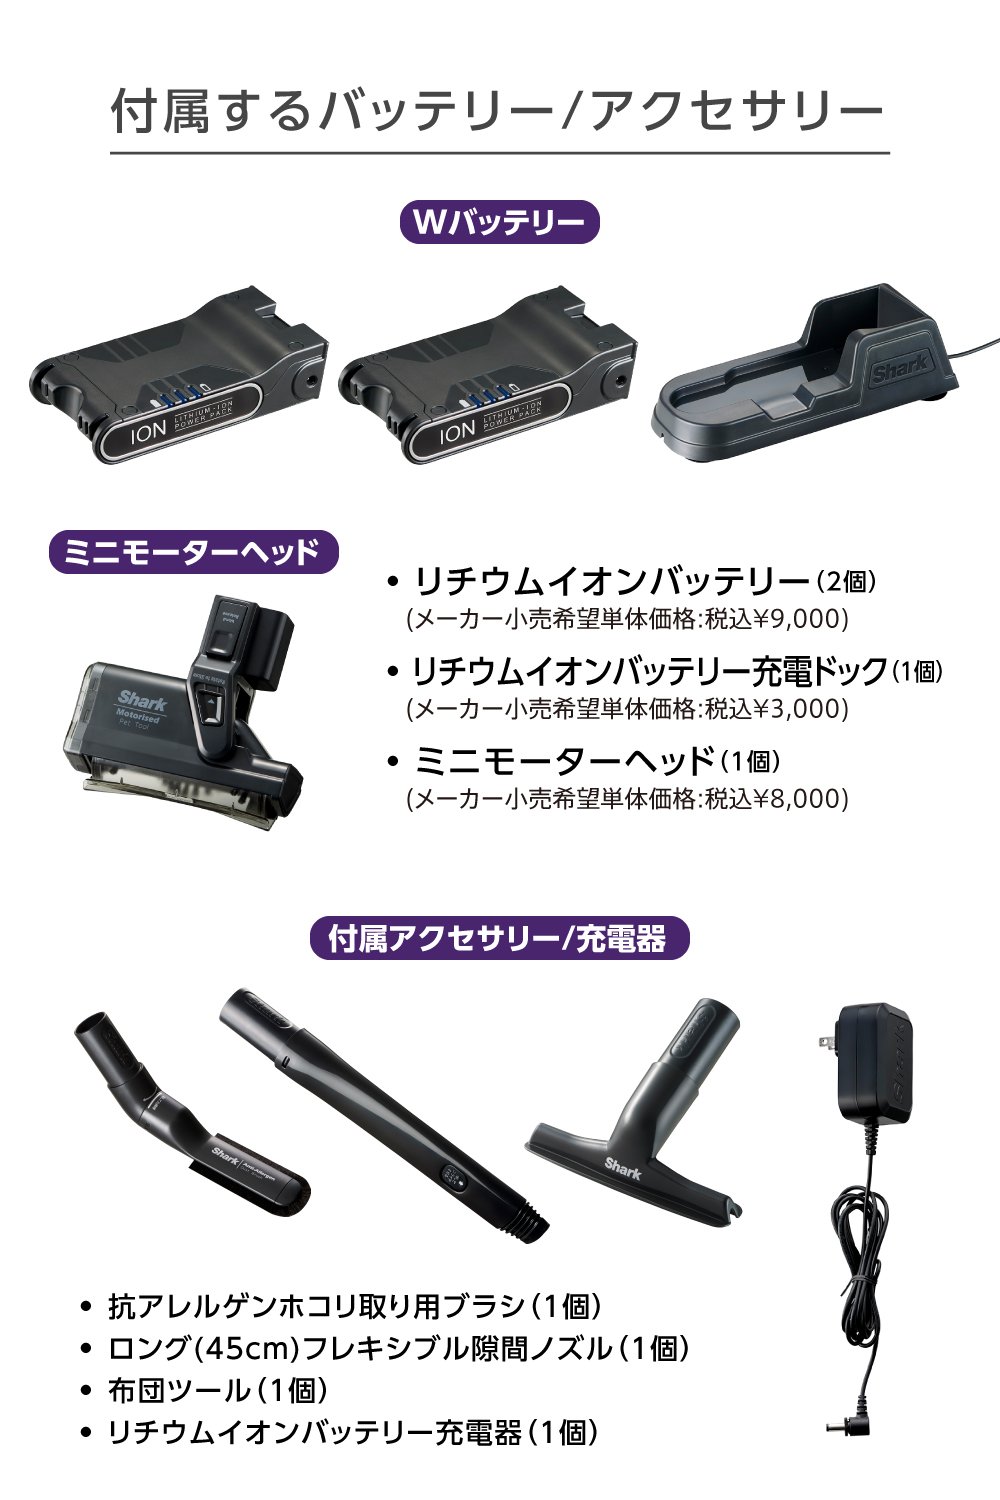 付属するバッテリー/アクセサリー
Wバッテリー
ION LITHIUM-ION POWER PACK
ION LITHIUM-ION POWER PACK
Shark
ミニモーターヘッド
Shark
Motorised
Pet Tool
• リチウムイオンバッテリー（2個）
(メーカー小売希望単体価格:税込¥9,000)
• リチウムイオンバッテリー充電ドック（1個）
(メーカー小売希望単体価格:税込¥3,000)
• ミニモーターヘッド（1個）
(メーカー小売希望単体価格:税込¥8,000)
付属アクセサリー/充電器
Shark Anti-Allergen
Shark
Shark
• 抗アレルゲンホコリ取り用ブラシ（1個）
• ロング(45cm)フレキシブル隙間ノズル（1個）
• 布団ツール（1個）
• リチウムイオンバッテリー充電器（1個）